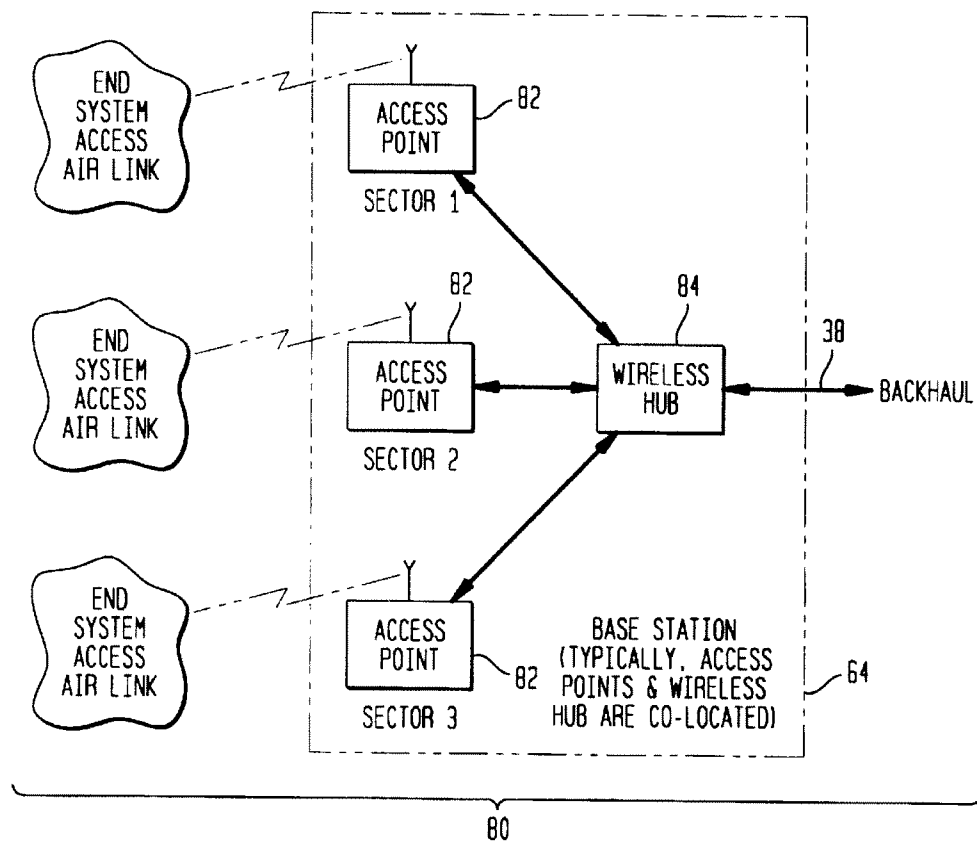 END
SYSTEM
ACCESS
AIR LINK
ACCESS
POINT
82
SECTOR 1
END
SYSTEM
ACCESS
AIR LINK
ACCESS
POINT
82
SECTOR 2
84
WIRELESS
HUB
38
BACKHAUL
END
SYSTEM
ACCESS
AIR LINK
ACCESS
POINT
82
SECTOR 3
BASE STATION
(TYPICALLY, ACCESS
POINTS & WIRELESS
HUB ARE CO-LOCATED)
64
80